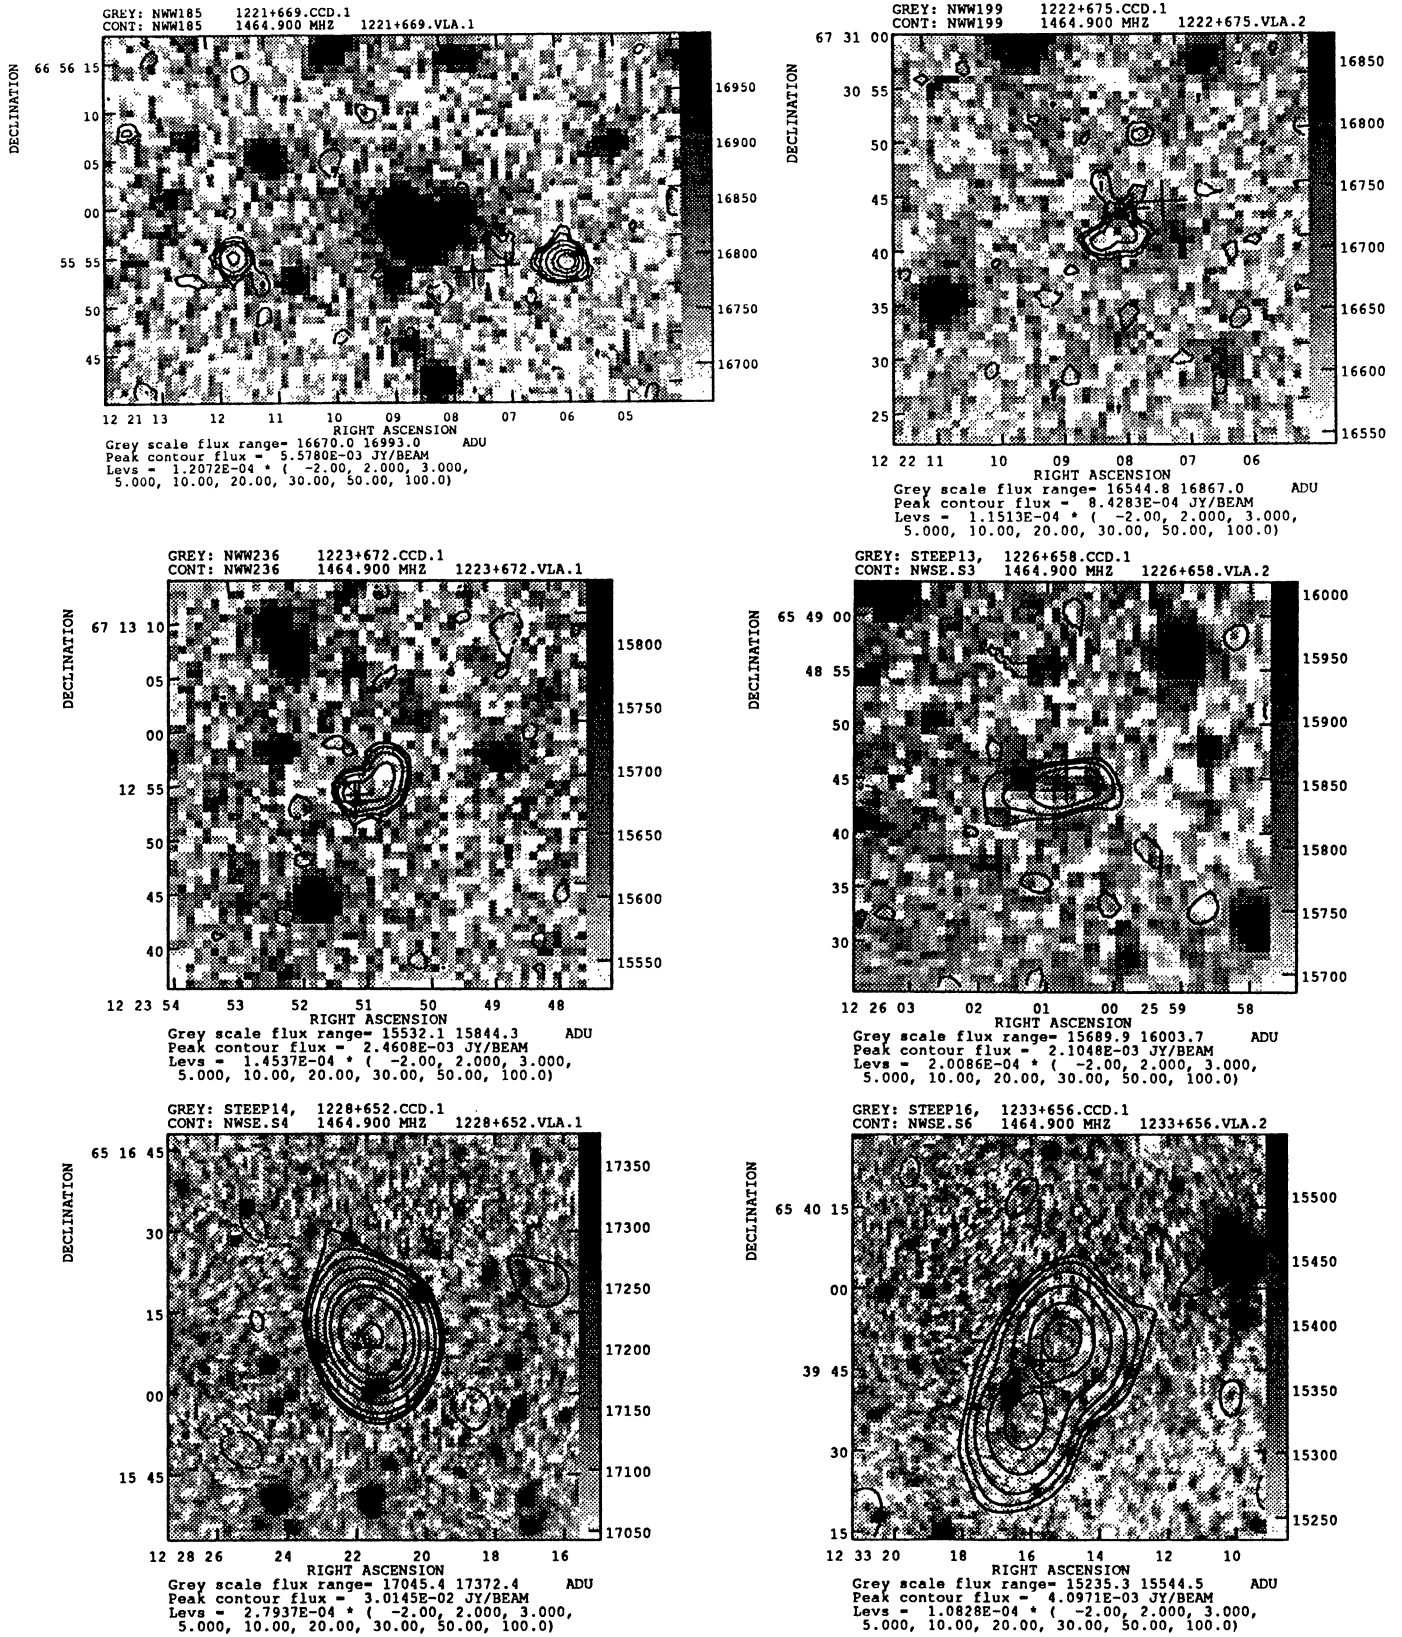 GREY: NWW185 1221+669.CCD.1
CONT: NWW185 1464.900 MHZ 1221+669.VLA.1
DECLINATION
66 56 15
10
05
00
55 55
50
45
16950
16900
16850
16800
16750
16700
12 21 13 12 11 10 09 08 07 06 05
RIGHT ASCENSION
Grey scale flux range= 16670.0 16993.0 ADU
Peak contour flux = 5.5780E-03 JY/BEAM
Levs = 1.2072E-04 * ( -2.00, 2.000, 3.000,
5.000, 10.00, 20.00, 30.00, 50.00, 100.0)
GREY: NWW199 1222+675.CCD.1
CONT: NWW199 1464.900 MHZ 1222+675.VLA.2
DECLINATION
67 31 00
30 55
50
45
40
35
30
25
16850
16800
16750
16700
16650
16600
16550
12 22 11 10 09 08 07 06
RIGHT ASCENSION
Grey scale flux range= 16544.8 16867.0 ADU
Peak contour flux = 8.4283E-04 JY/BEAM
Levs = 1.1513E-04 * ( -2.00, 2.000, 3.000,
5.000, 10.00, 20.00, 30.00, 50.00, 100.0)
GREY: NWW236 1223+672.CCD.1
CONT: NWW236 1464.900 MHZ 1223+672.VLA.1
DECLINATION
67 13 10
05
00
12 55
50
45
40
15800
15750
15700
15650
15600
15550
12 23 54 53 52 51 50 49 48
RIGHT ASCENSION
Grey scale flux range= 15532.1 15844.3 ADU
Peak contour flux = 2.4608E-03 JY/BEAM
Levs = 1.4537E-04 * ( -2.00, 2.000, 3.000,
5.000, 10.00, 20.00, 30.00, 50.00, 100.0)
GREY: STEEP13, 1226+658.CCD.1
CONT: NWSE.S3 1464.900 MHZ 1226+658.VLA.2
DECLINATION
65 49 00
48 55
50
45
40
35
30
16000
15950
15900
15850
15800
15750
15700
12 26 03 02 01 00 25 59 58
RIGHT ASCENSION
Grey scale flux range= 15689.9 16003.7 ADU
Peak contour flux = 2.1048E-03 JY/BEAM
Levs = 2.0086E-04 * ( -2.00, 2.000, 3.000,
5.000, 10.00, 20.00, 30.00, 50.00, 100.0)
GREY: STEEP14, 1228+652.CCD.1
CONT: NWSE.S4 1464.900 MHZ 1228+652.VLA.1
DECLINATION
65 16 45
30
15
00
15 45
17350
17300
17250
17200
17150
17100
17050
12 28 26 24 22 20 18 16
RIGHT ASCENSION
Grey scale flux range= 17045.4 17372.4 ADU
Peak contour flux = 3.0145E-02 JY/BEAM
Levs = 2.7937E-04 * ( -2.00, 2.000, 3.000,
5.000, 10.00, 20.00, 30.00, 50.00, 100.0)
GREY: STEEP16, 1233+656.CCD.1
CONT: NWSE.S6 1464.900 MHZ 1233+656.VLA.2
DECLINATION
65 40 15
00
39 45
30
15
15500
15450
15400
15350
15300
15250
12 33 20 18 16 14 12 10
RIGHT ASCENSION
Grey scale flux range= 15235.3 15544.5 ADU
Peak contour flux = 4.0971E-03 JY/BEAM
Levs = 1.0828E-04 * ( -2.00, 2.000, 3.000,
5.000, 10.00, 20.00, 30.00, 50.00, 100.0)